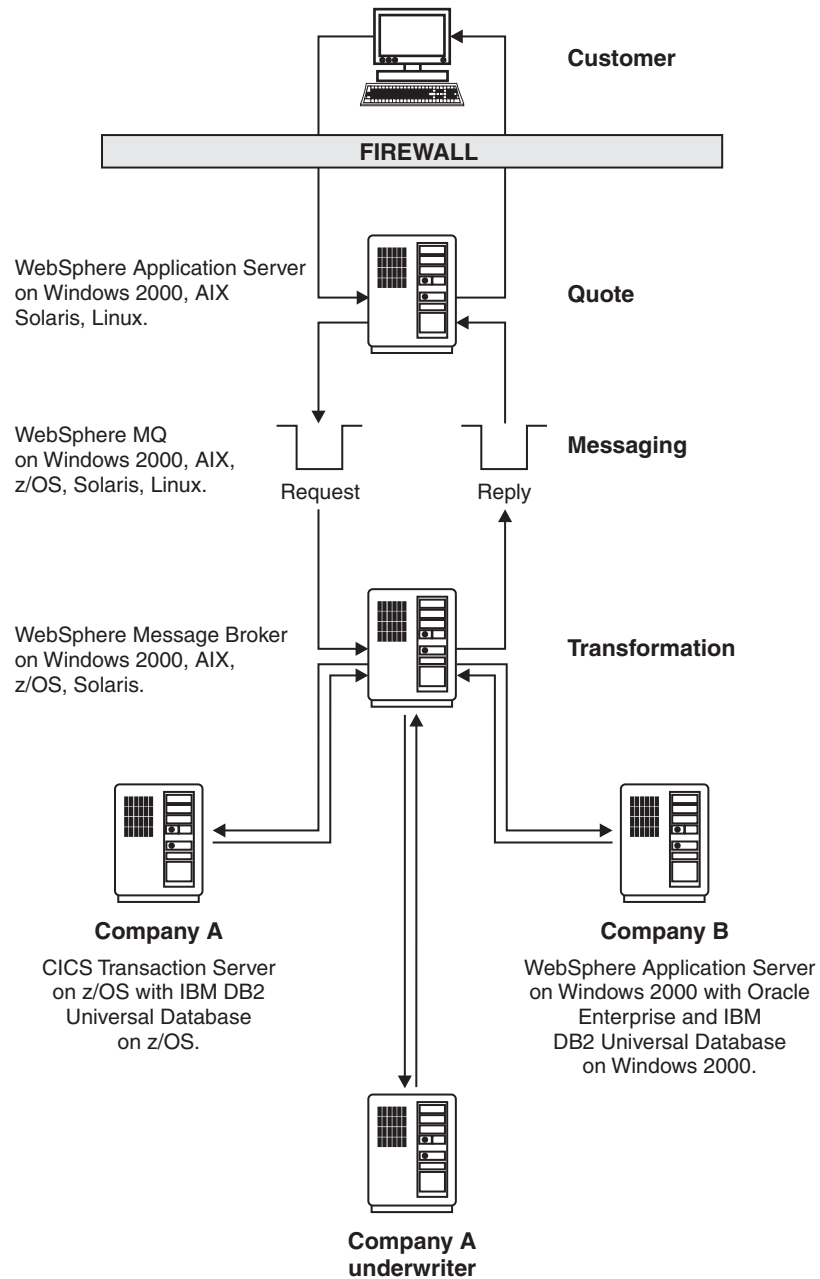 Customer
FIREWALL
WebSphere Application Server
on Windows 2000, AIX
Solaris, Linux.
Quote
WebSphere MQ
on Windows 2000, AIX,
z/OS, Solaris, Linux.
Messaging
Request
Reply
WebSphere Message Broker
on Windows 2000, AIX,
z/OS, Solaris.
Transformation
Company A
CICS Transaction Server
on z/OS with IBM DB2
Universal Database
on z/OS.
Company B
WebSphere Application Server
on Windows 2000 with Oracle
Enterprise and IBM
DB2 Universal Database
on Windows 2000.
Company A
underwriter